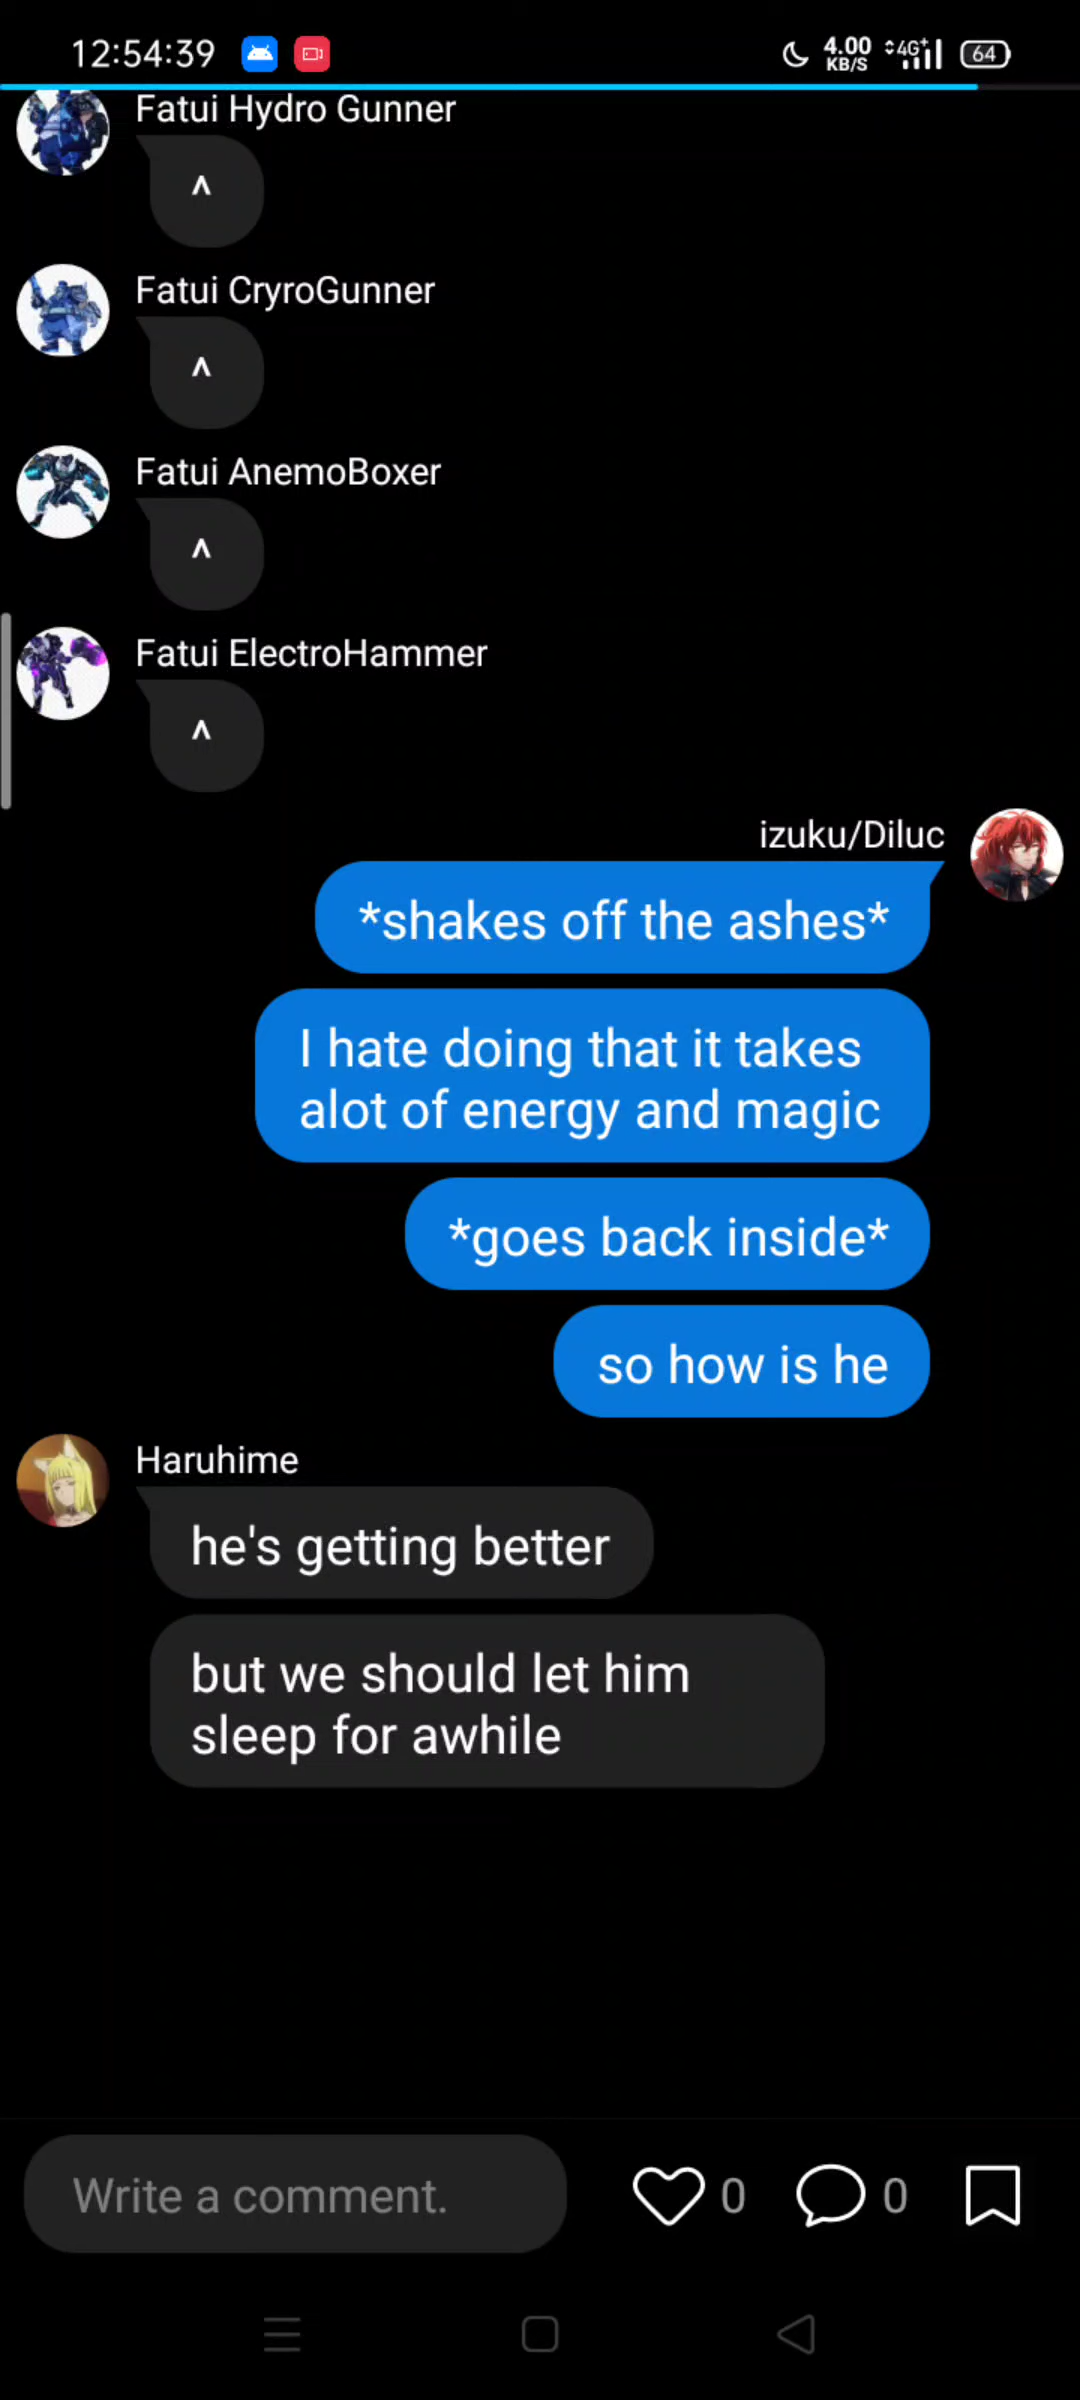 12:54:39
4.00
KB/S
4G+
64
Fatui Hydro Gunner
^
Fatui CryroGunner
^
Fatui AnemoBoxer
^
Fatui ElectroHammer
^
izuku/Diluc
*shakes off the ashes*
I hate doing that it takes
alot of energy and magic
*goes back inside*
so how is he
Haruhime
he's getting better
but we should let him
sleep for awhile
Write a comment.
0
0